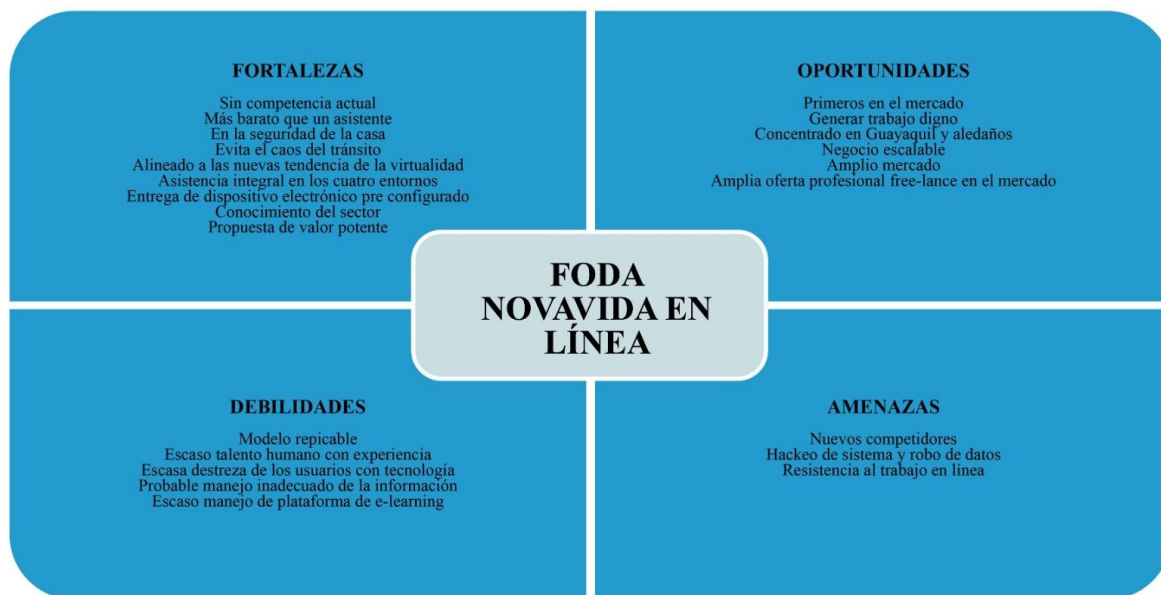 FORTALEZAS
Sin competencia actual
Más barato que un asistente
En la seguridad de la casa
Evita el caos del tránsito
Alineado a las nuevas tendencia de la virtualidad
Asistencia integral en los cuatro entornos
Entrega de dispositivo electrónico pre configurado
Conocimiento del sector
Propuesta de valor potente
OPORTUNIDADES
Primeros en el mercado
Generar trabajo digno
Concentrado en Guayaquil y aledaños
Negocio escalable
Amplio mercado
Amplia oferta profesional free-lance en el mercado
FODA
NOVAVIDA EN
LÍNEA
DEBILIDADES
Modelo repicable
Escaso talento humano con experiencia
Escasa destreza de los usuarios con tecnología
Probable manejo inadecuado de la información
Escaso manejo de plataforma de e-learning
AMENAZAS
Nuevos competidores
Hackeo de sistema y robo de datos
Resistencia al trabajo en línea